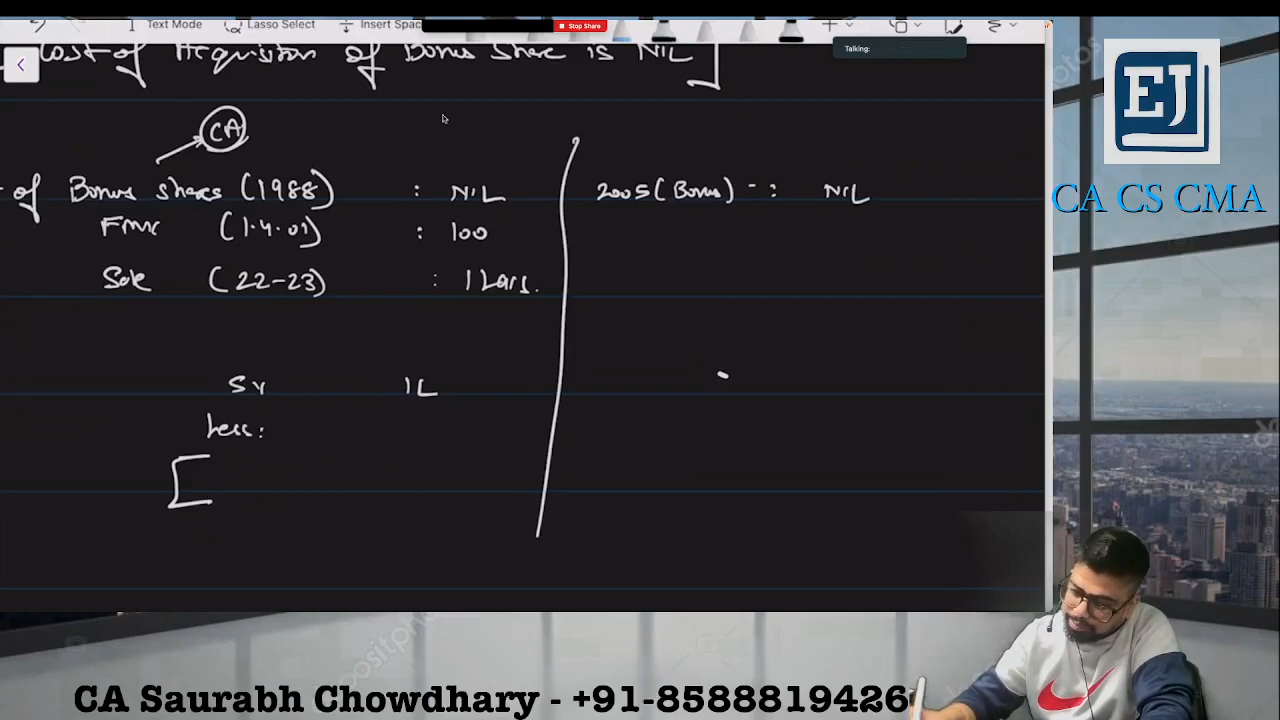 Text Mode Lasso Select Insert Spac
Stop Share
Talking:
Cost of Acquisition of Bonus Share is NIL]
CA
of Bonus Shares (1988) : NIL
FMV (1.4.01) : 100
Sale (22-23) : 1 Lacs.
SV 1L
Less:
[
2005 (Bonus) - : NIL
EJ
CA CS CMA
CA Saurabh Chowdhary - +91-8588819426